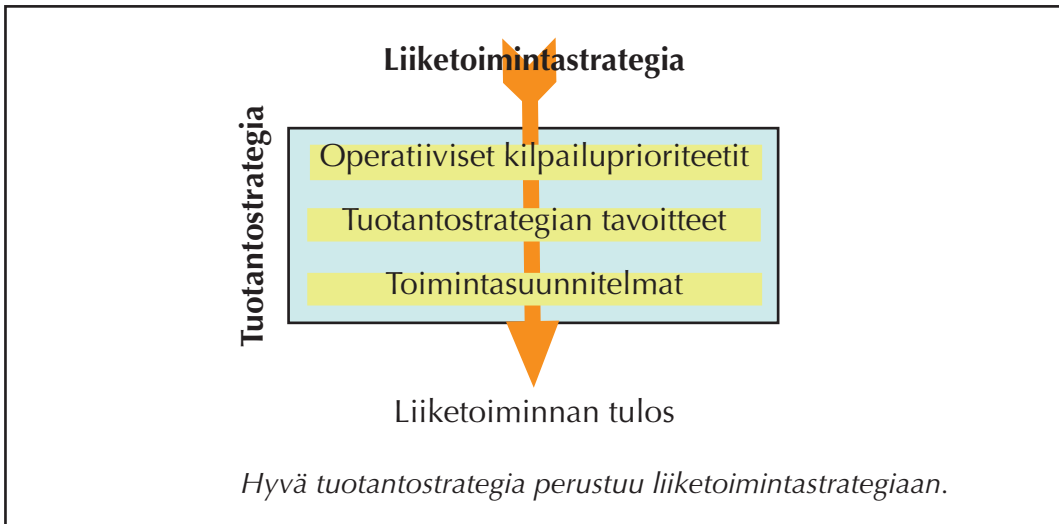 Liiketoimintastrategia
Tuotantostrategia
Operatiiviset kilpailuprioriteetit
Tuotantostrategian tavoitteet
Toimintasuunnitelmat
Liiketoiminnan tulos
Hyvä tuotantostrategia perustuu liiketoimintastrategiaan.